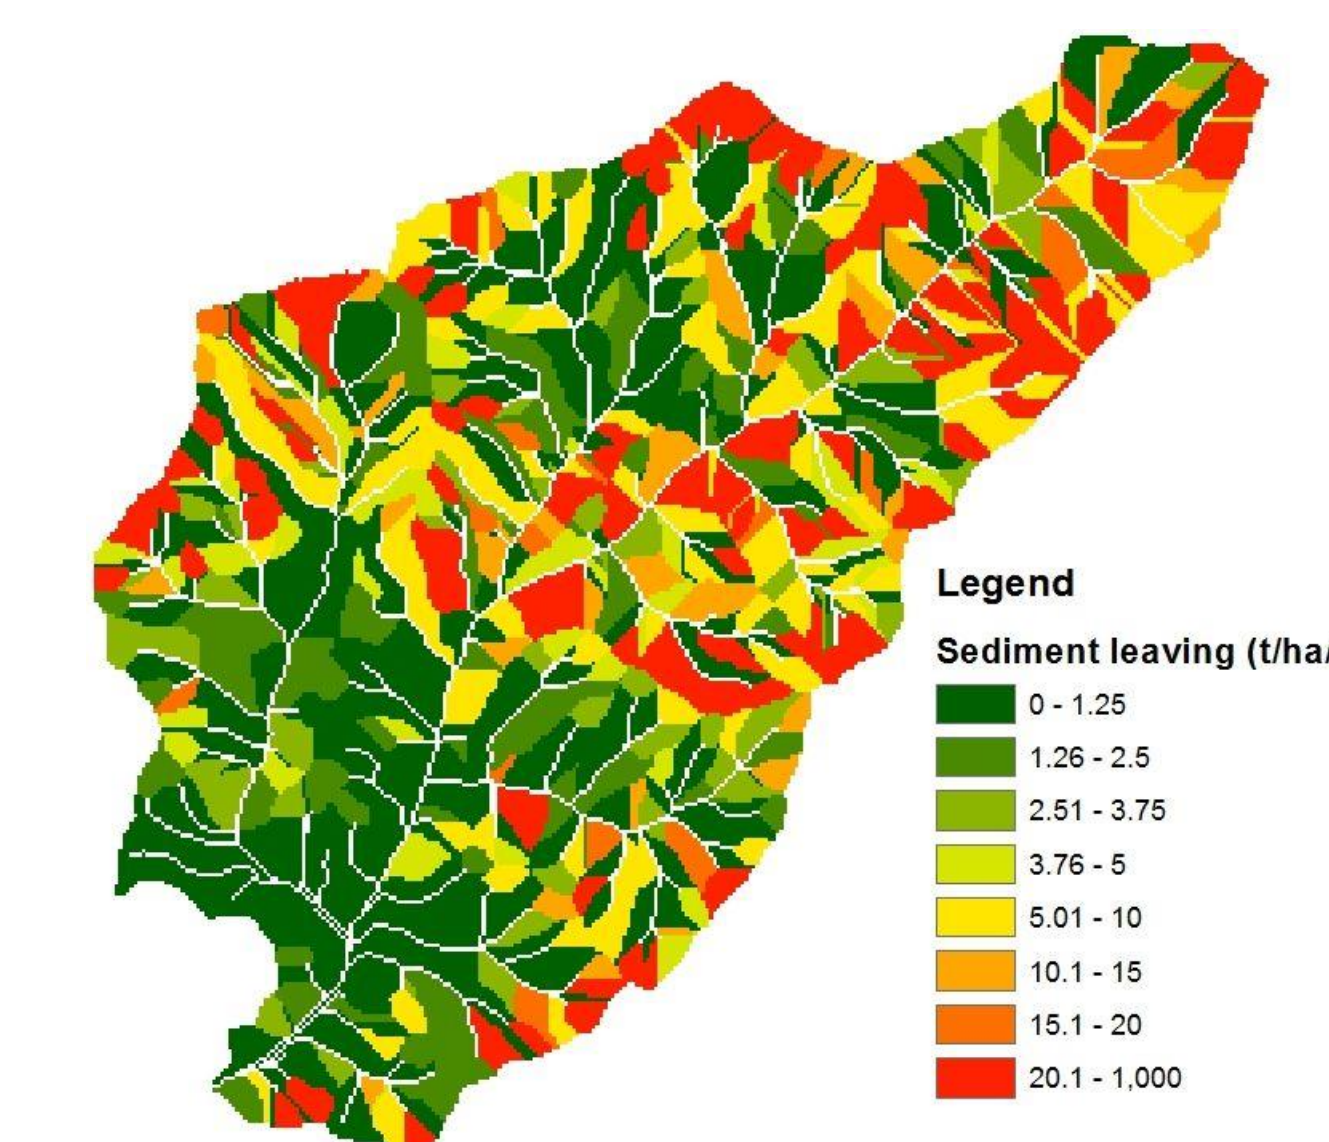 Legend
Sediment leaving (t/ha/
0 - 1.25
1.26 - 2.5
2.51 - 3.75
3.76 - 5
5.01 - 10
10.1 - 15
15.1 - 20
20.1 - 1,000